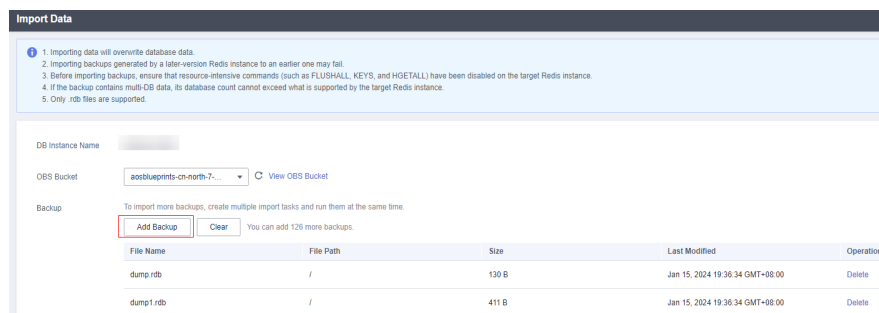 Import Data
1. Importing data will overwrite database data.
2. Importing backups generated by a later-version Redis instance to an earlier one may fail.
3. Before importing backups, ensure that resource-intensive commands (such as FLUSHALL, KEYS, and HGETALL) have been disabled on the target Redis instance.
4. If the backup contains multi-DB data, its database count cannot exceed what is supported by the target Redis instance.
5. Only .rdb files are supported.
DB Instance Name
OBS Bucket aosblueprints-cn-north-7-... View OBS Bucket
Backup To import more backups, create multiple import tasks and run them at the same time.
Add Backup Clear You can add 126 more backups.
File Name File Path Size Last Modified Operation
dump.rdb / 130 B Jan 15, 2024 19:36:34 GMT+08:00 Delete
dump1.rdb / 411 B Jan 15, 2024 19:36:34 GMT+08:00 Delete